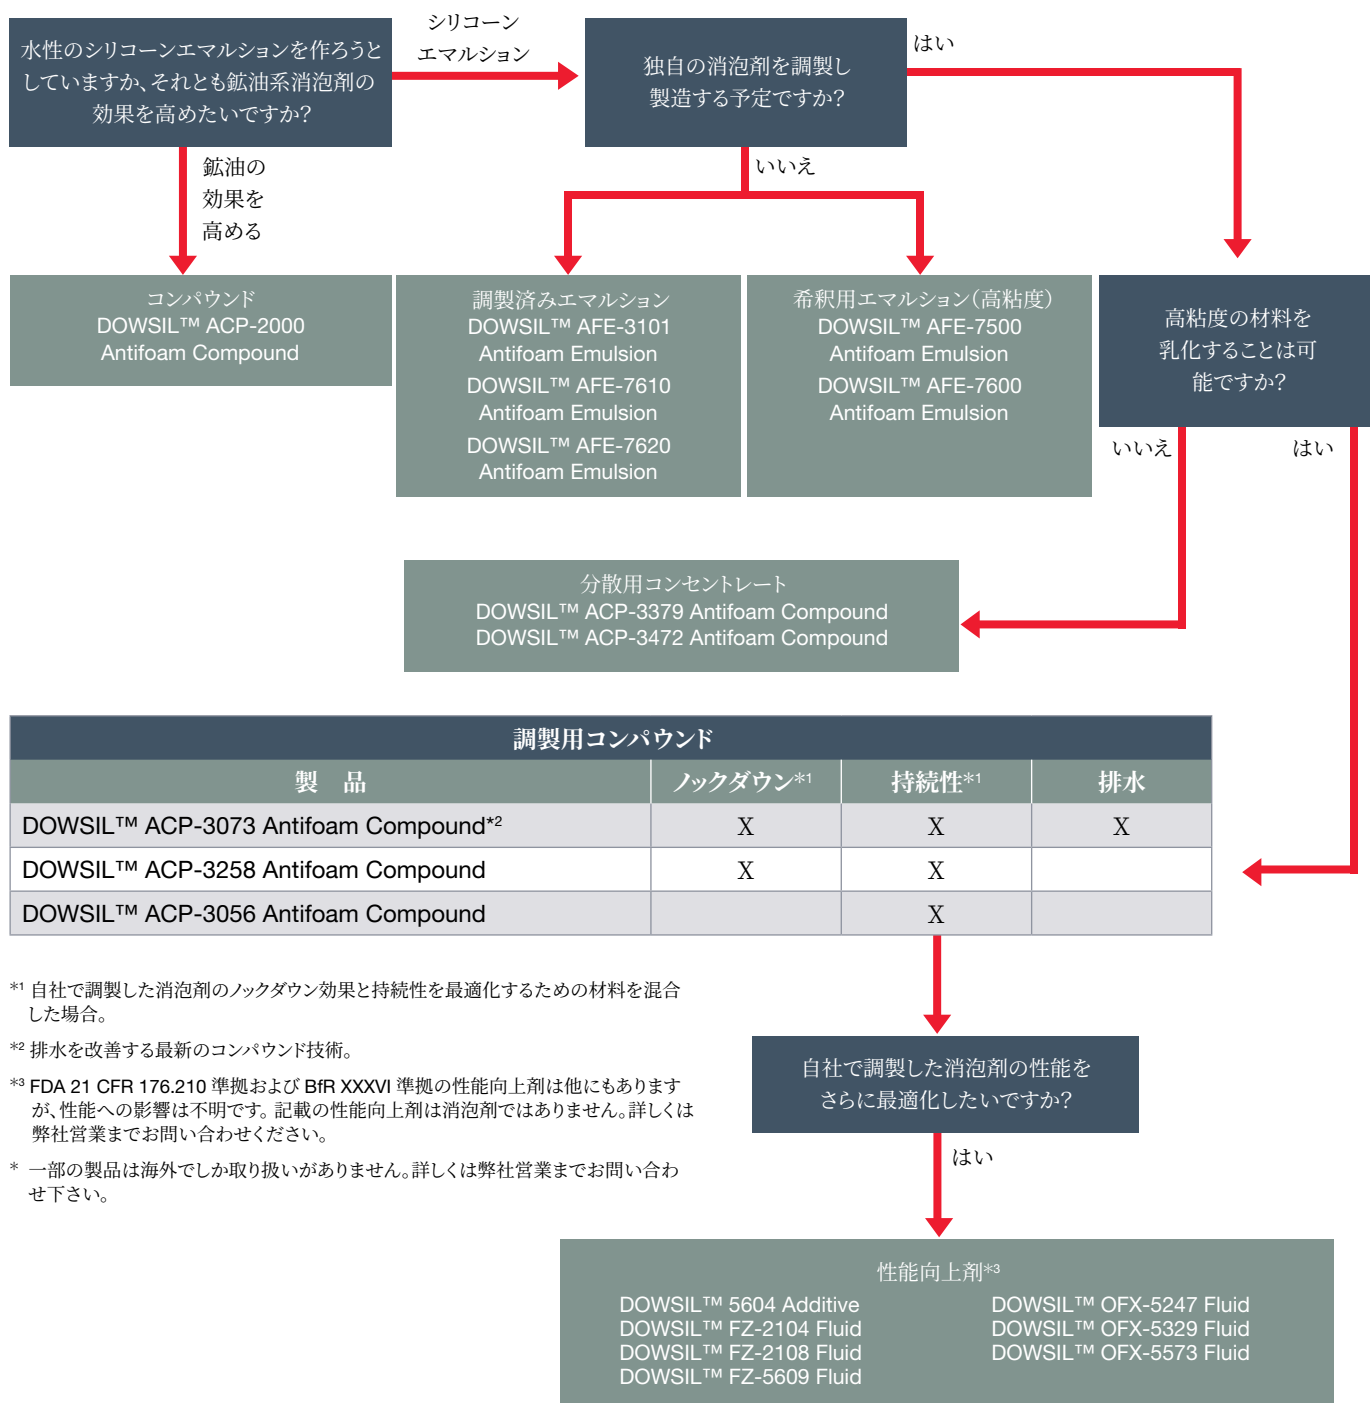 水性のシリコーンエマルションを作ろうと
していますか、それとも鉱油系消泡剤の
効果を高めたいですか?
シリコーン
エマルション
独自の消泡剤を調製し
製造する予定ですか?
はい
鉱油の
効果を
高める
いいえ
コンパウンド
DOWSIL™ ACP-2000
Antifoam Compound
調製済みエマルション
DOWSIL™ AFE-3101
Antifoam Emulsion
DOWSIL™ AFE-7610
Antifoam Emulsion
DOWSIL™ AFE-7620
Antifoam Emulsion
希釈用エマルション(高粘度)
DOWSIL™ AFE-7500
Antifoam Emulsion
DOWSIL™ AFE-7600
Antifoam Emulsion
高粘度の材料を
乳化することは可
能ですか?
いいえ
はい
分散用コンセントレート
DOWSIL™ ACP-3379 Antifoam Compound
DOWSIL™ ACP-3472 Antifoam Compound
調製用コンパウンド
製 品 ノックダウン*1 持続性*1 排水
DOWSIL™ ACP-3073 Antifoam Compound*2 X X X
DOWSIL™ ACP-3258 Antifoam Compound X X
DOWSIL™ ACP-3056 Antifoam Compound X
*1 自社で調製した消泡剤のノックダウン効果と持続性を最適化するための材料を混合
した場合。
*2 排水を改善する最新のコンパウンド技術。
*3 FDA 21 CFR 176.210 準拠および BfR XXXVI 準拠の性能向上剤は他にもあります
が、性能への影響は不明です。記載の性能向上剤は消泡剤ではありません。詳しくは
弊社営業までお問い合わせください。
* 一部の製品は海外でしか取り扱いがありません。詳しくは弊社営業までお問い合わ
せ下さい。
自社で調製した消泡剤の性能を
さらに最適化したいですか?
はい
性能向上剤*3
DOWSIL™ 5604 Additive
DOWSIL™ FZ-2104 Fluid
DOWSIL™ FZ-2108 Fluid
DOWSIL™ FZ-5609 Fluid
DOWSIL™ OFX-5247 Fluid
DOWSIL™ OFX-5329 Fluid
DOWSIL™ OFX-5573 Fluid